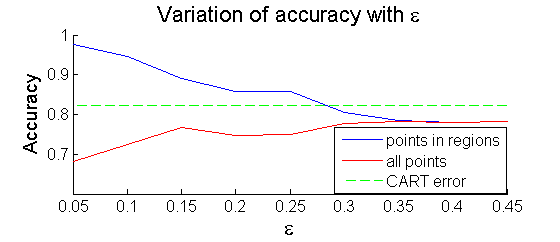 Variation of accuracy with ε
1
0.9
0.8
0.7
Accuracy
points in regions
all points
CART error
0.05 0.1 0.15 0.2 0.25 0.3 0.35 0.4 0.45
ε